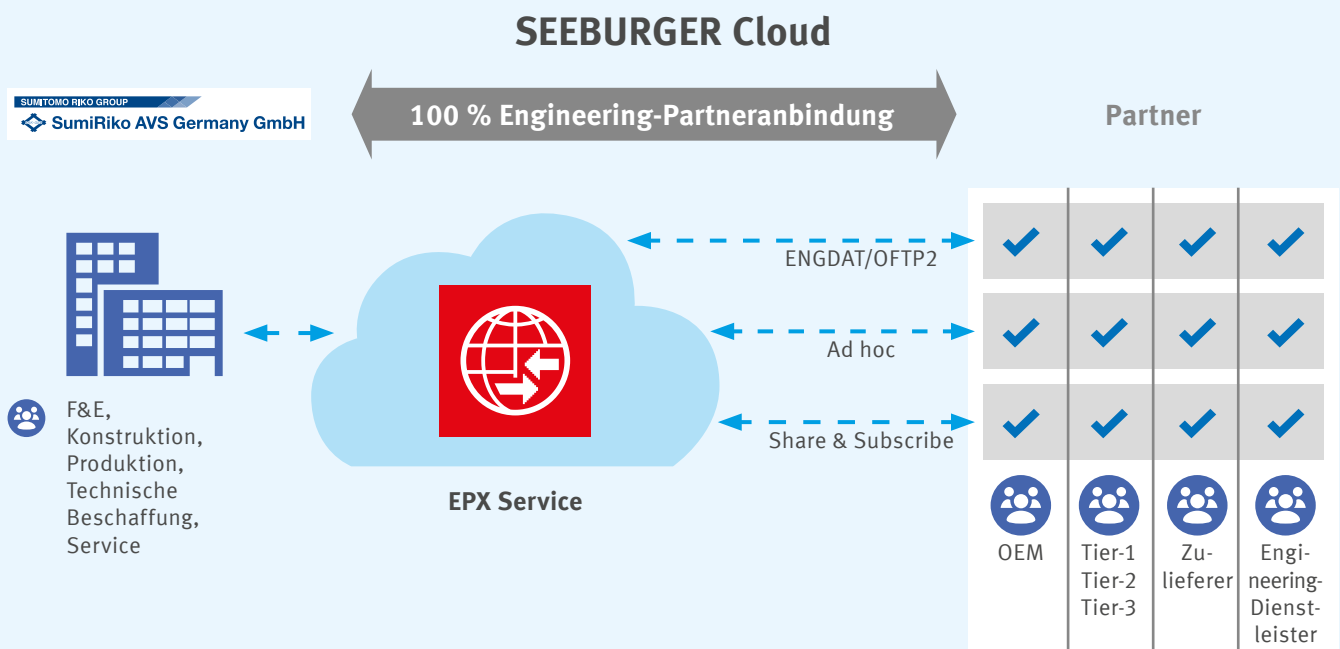 SEEBURGER Cloud
SUMITOMO RIKO GROUP
SumiRiko AVS Germany GmbH
100 % Engineering-Partneranbindung
Partner
ENGDAT/OFTP2
Ad hoc
Share & Subscribe
EPX Service
F&E,
Konstruktion,
Produktion,
Technische
Beschaffung,
Service
OEM
Tier-1
Tier-2
Tier-3
Zu-
lieferer
Engi-
neering-
Dienst-
leister